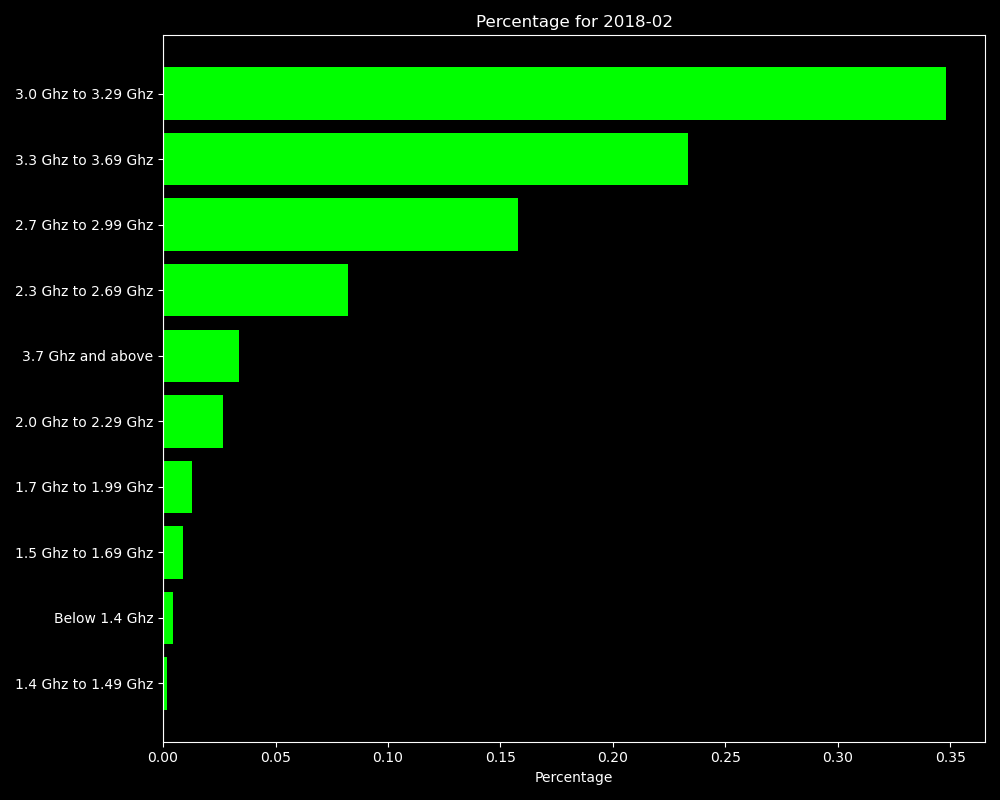 Percentage for 2018-02
3.0 Ghz to 3.29 Ghz
3.3 Ghz to 3.69 Ghz
2.7 Ghz to 2.99 Ghz
2.3 Ghz to 2.69 Ghz
3.7 Ghz and above
2.0 Ghz to 2.29 Ghz
1.7 Ghz to 1.99 Ghz
1.5 Ghz to 1.69 Ghz
Below 1.4 Ghz
1.4 Ghz to 1.49 Ghz
0.00 0.05 0.10 0.15 0.20 0.25 0.30 0.35
Percentage